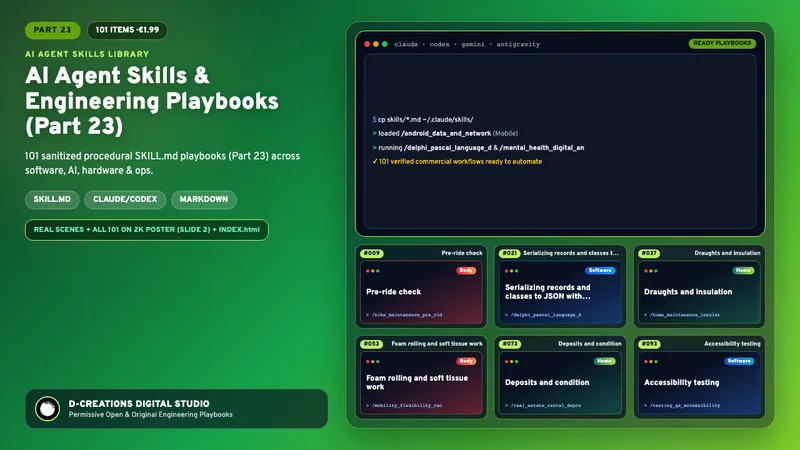 PART 23
101 ITEMS ·€1.99
AI AGENT SKILLS LIBRARY
AI Agent Skills &
Engineering Playbooks
(Part 23)
101 sanitized procedural SKILL.md playbooks (Part 23) across
software, AI, hardware & ops.
SKILL.MD
CLAUDE/CODEX
MARKDOWN
REAL SCENES + ALL 101 ON 2K POSTER (SLIDE 2) + INDEX.html
D-CREATIONS DIGITAL STUDIO
Permissive Open & Original Engineering Playbooks
claude · codex · gemini · antigravity
READY PLAYBOOKS
$ cp skills/*.md ~/.claude/skills/
> loaded /android_data_and_network (Mobile)
> running /delphi_pascal_language_d & /mental_health_digital_an
✓ 101 verified commercial workflows ready to automate
#009
Pre-ride check
Body
Pre-ride check
> /bike_maintenance_pre_rid
#021
Serializing records and classes t...
Software
Serializing records and
classes to JSON with...
> /delphi_pascal_language_d
#037
Draughts and insulation
Home
Draughts and insulation
> /home_maintenance_insulat
#053
Foam rolling and soft tissue work
Body
Foam rolling and soft tissue
work
> /mobility_flexibility_rec
#073
Deposits and condition
Home
Deposits and condition
> /real_estate_rental_depos
#093
Accessibility testing
Software
Accessibility testing
> /testing_qa_accessibility